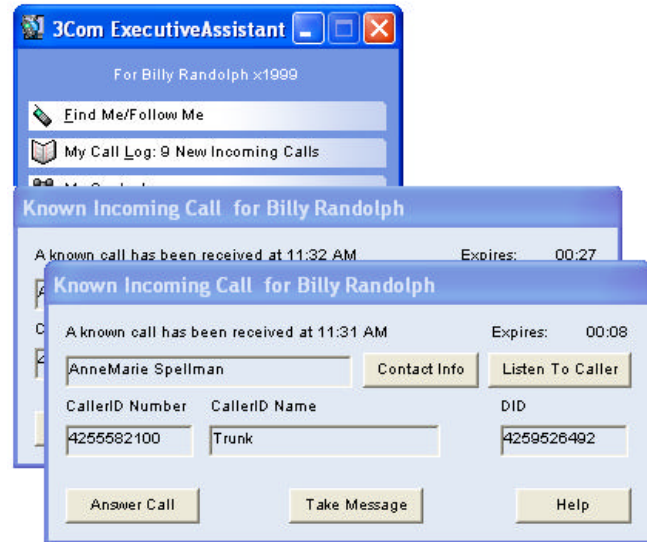 3Com ExecutiveAssistant
For Billy Randolph x1999
Find Me/Follow Me
My Call Log: 9 New Incoming Calls
Known Incoming Call for Billy Randolph
A known call has been received at 11:32 AM Expires: 00:27
Known Incoming Call for Billy Randolph
A known call has been received at 11:31 AM Expires: 00:08
AnneMarie Spellman Contact Info Listen To Caller
CallerID Number CallerID Name DID
4255582100 Trunk 4259526492
Answer Call Take Message Help